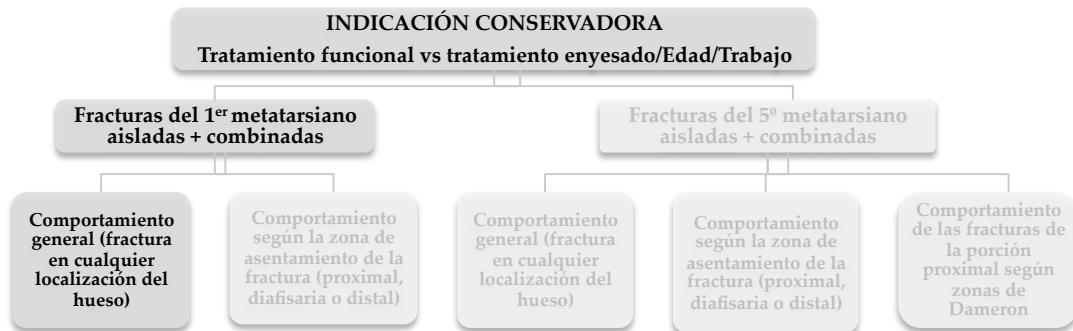 INDICACIÓN CONSERVADORA
Tratamiento funcional vs tratamiento enyesado/Edad/Trabajo
Fracturas del 1er metatarsiano
aisladas + combinadas
Fracturas del 5º metatarsiano
aisladas + combinadas
Comportamiento
general (fractura
en cualquier
localización del
hueso)
Comportamiento
según la zona de
asentamiento de la
fractura (proximal,
diafisaria o distal)
Comportamiento
general (fractura
en cualquier
localización del
hueso)
Comportamiento
según la zona de
asentamiento de la
fractura (proximal,
diafisaria o distal)
Comportamiento
de las fracturas de
la porción
proximal según
zonas de
Dameron